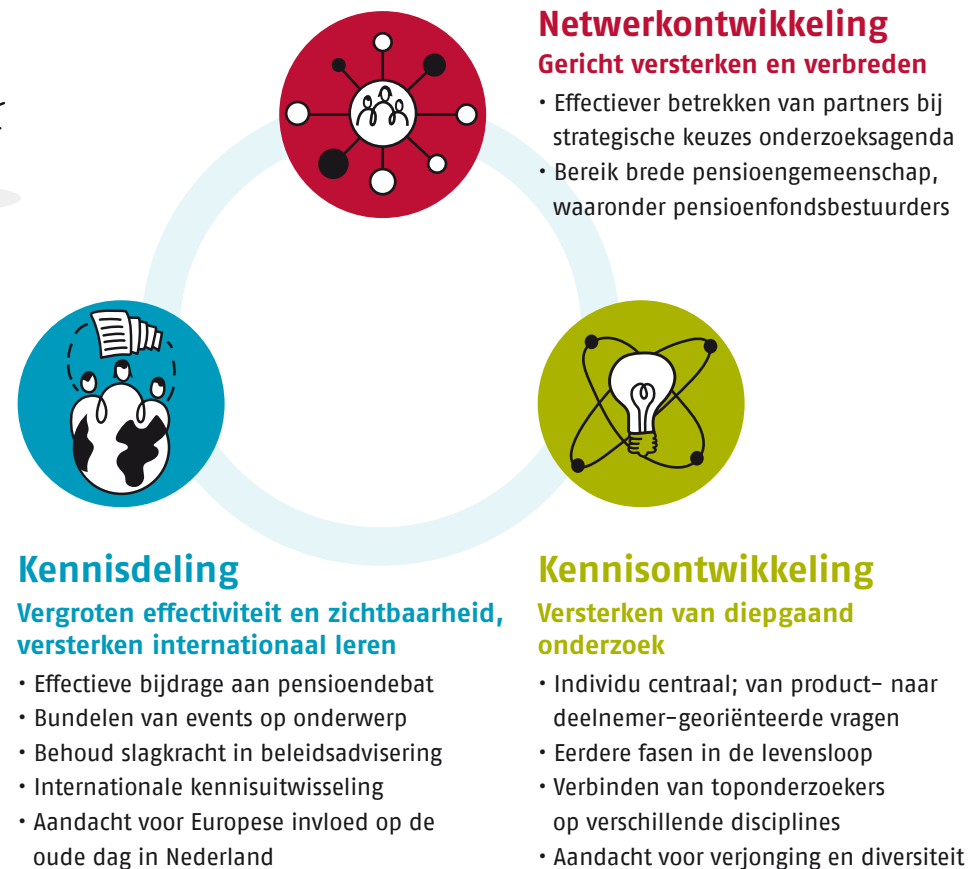 Netwerkontwikkeling
Gericht versterken en verbreden
· Effectiever betrekken van partners bij
strategische keuzes onderzoeksagenda
· Bereik brede pensioengemeenschap,
waaronder pensioenfondsbestuurders
Kennisdeling
Vergroten effectiviteit en zichtbaarheid,
versterken internationaal leren
· Effectieve bijdrage aan pensioendebat
· Bundelen van events op onderwerp
· Behoud slagkracht in beleidsadvisering
· Internationale kennisuitwisseling
· Aandacht voor Europese invloed op de
oude dag in Nederland
Kennisontwikkeling
Versterken van diepgaand
onderzoek
· Individu centraal; van product- naar
deelnemer-georiënteerde vragen
· Eerdere fasen in de levensloop
· Verbinden van toponderzoekers
op verschillende disciplines
· Aandacht voor verjonging en diversiteit